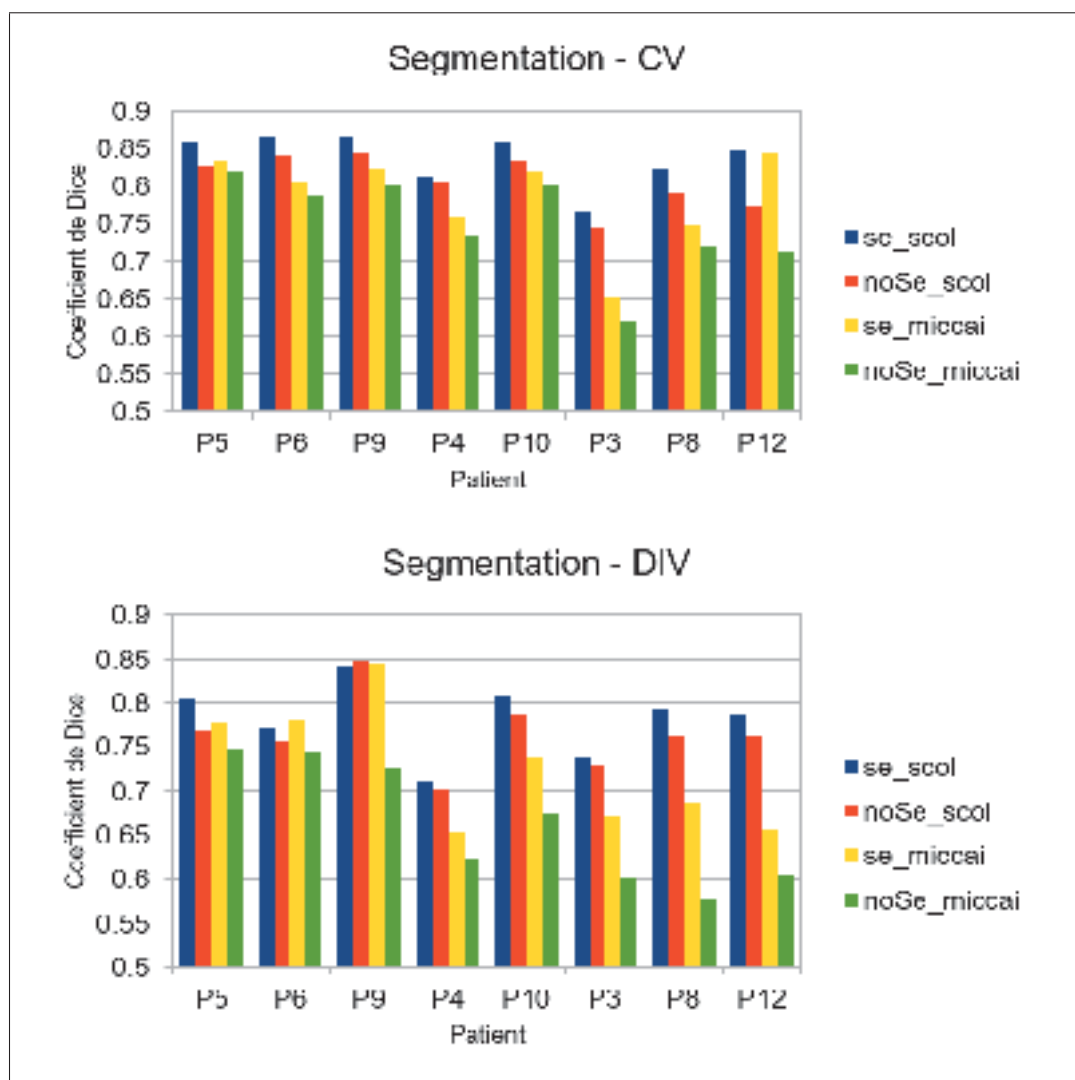 Segmentation - CV
Coefficient de Dice
0.9
0.85
0.8
0.75
0.7
0.65
0.6
0.55
0.5
P5 P6 P9 P4 P10 P3 P8 P12
Patient
se_scol
noSe_scol
se_miccai
noSe_miccai
Segmentation - DIV
Coefficient de Dice
0.9
0.85
0.8
0.75
0.7
0.65
0.6
0.55
0.5
P5 P6 P9 P4 P10 P3 P8 P12
Patient
se_scol
noSe_scol
se_miccai
noSe_miccai